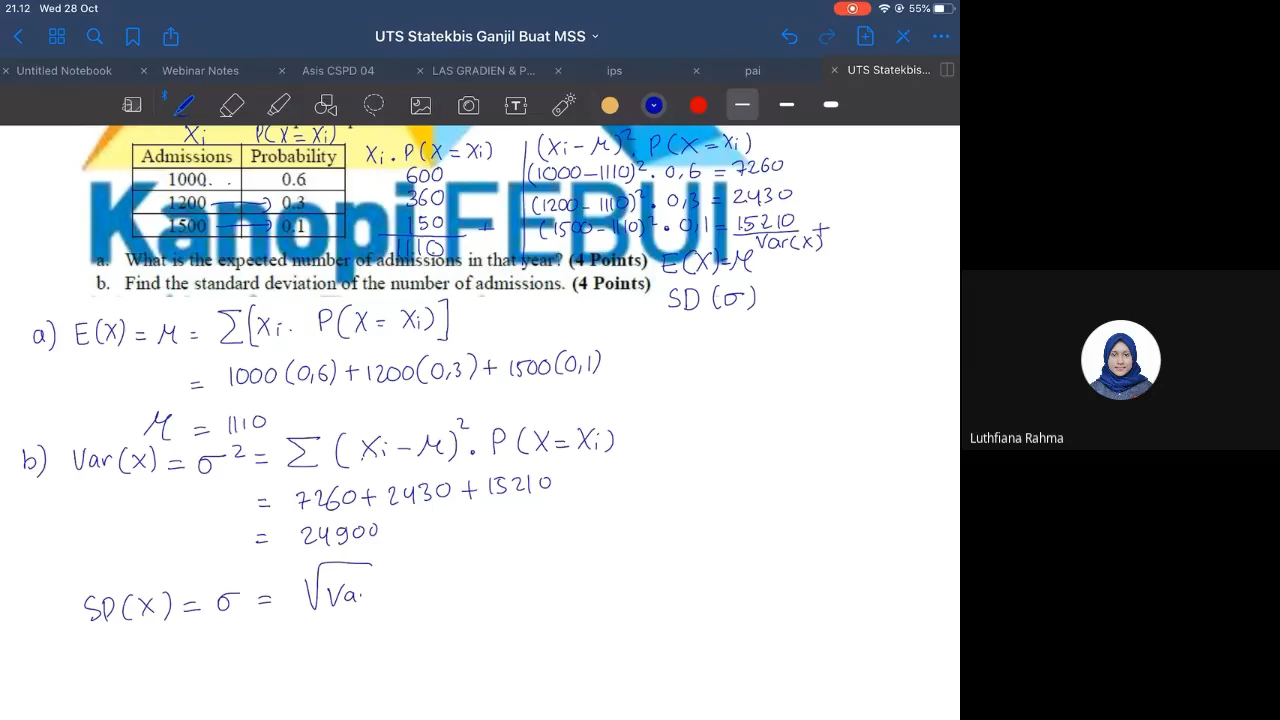 21.12 Wed 28 Oct
55%
UTS Statekbis Ganjil Buat MSS
Untitled Notebook
Webinar Notes
Asis CSPD 04
LAS GRADIEN & P...
ips
pai
UTS Statekbis...
Xi P(X = Xi)
Admissions Probability
1000 0.6
1200 0.3
1500 0.1
Xi . P(X = Xi)
600
360
150 +
1110
(Xi – μ)². P(X = Xi)
(1000 – 1110)² . 0,6 = 7260
(1200 – 1110)² . 0,3 = 2430
(1500 – 1110)² . 0,1 = 15210 +
Var(X)
Kanopi FEBUI
a. What is the expected number of admissions in that year? (4 Points)
b. Find the standard deviation of the number of admissions. (4 Points)
E(X) = μ
SD (σ)
a) E(X) = μ = Σ[Xi . P(X = Xi)]
= 1000 (0,6) + 1200 (0,3) + 1500 (0,1)
μ = 1110
b) Var(X) = σ² = Σ (Xi – μ)² . P(X = Xi)
= 7260 + 2430 + 15210
= 24900
SD(X) = σ = √Va
Luthfiana Rahma